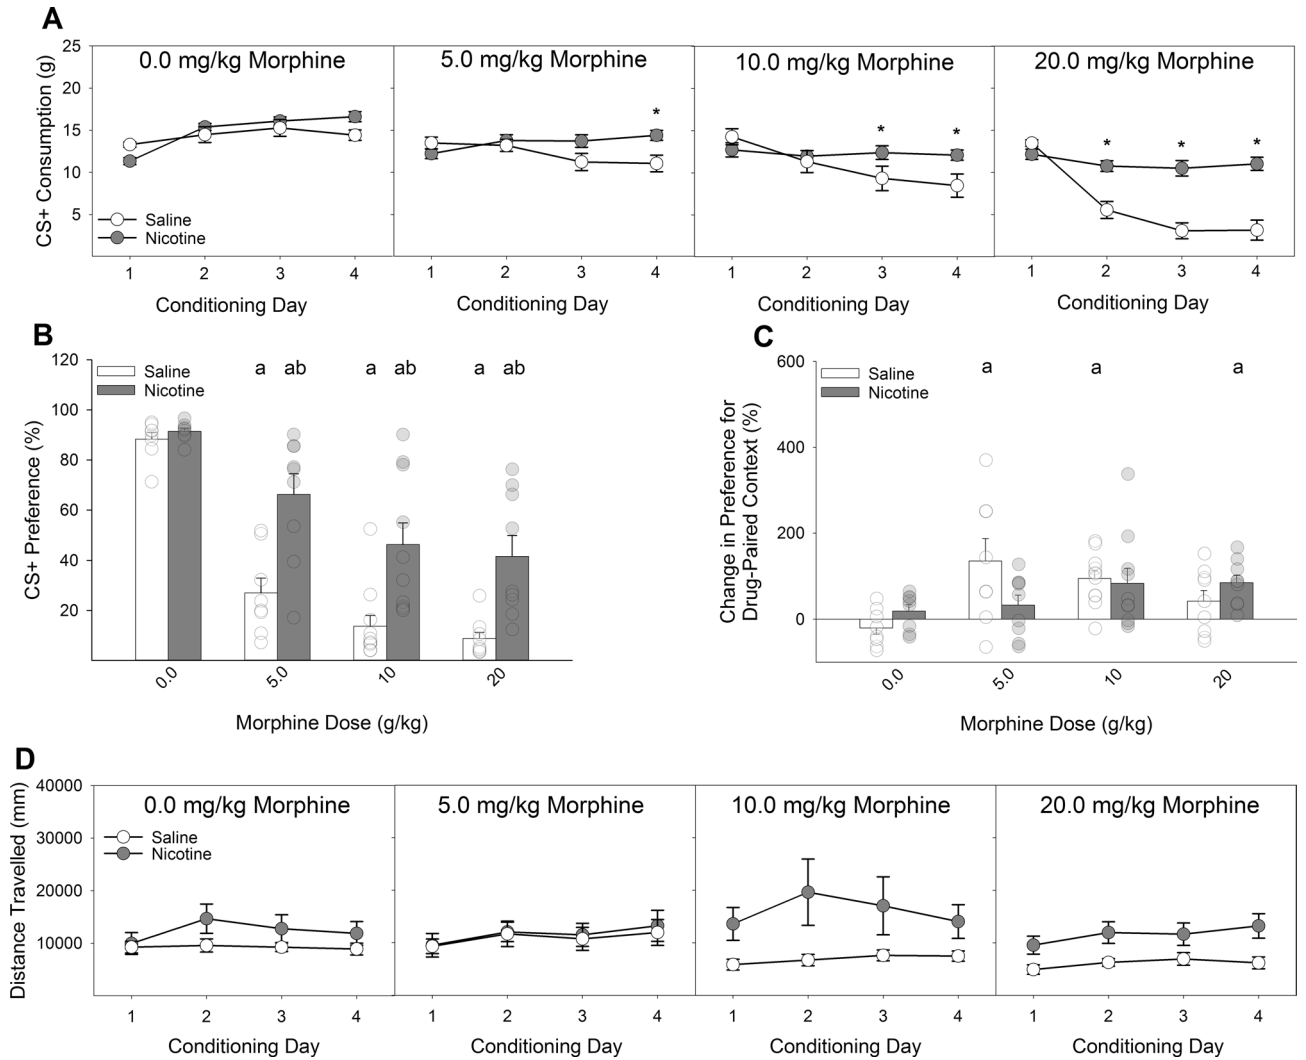 A
0.0 mg/kg Morphine
5.0 mg/kg Morphine
10.0 mg/kg Morphine
20.0 mg/kg Morphine
CS+ Consumption (g)
25
20
15
10
5
Saline
Nicotine
*
*
*
*
*
*
1 2 3 4
1 2 3 4
1 2 3 4
1 2 3 4
Conditioning Day
Conditioning Day
Conditioning Day
Conditioning Day
B
CS+ Preference (%)
120
100
80
60
40
20
Saline
Nicotine
a ab a ab a ab
0.0 5.0 10 20
Morphine Dose (g/kg)
C
Change in Preference for
Drug-Paired Context (%)
600
400
200
0
Saline
Nicotine
a a a
0.0 5.0 10 20
Morphine Dose (g/kg)
D
0.0 mg/kg Morphine
5.0 mg/kg Morphine
10.0 mg/kg Morphine
20.0 mg/kg Morphine
Distance Travelled (mm)
40000
30000
20000
10000
Saline
Nicotine
1 2 3 4
1 2 3 4
1 2 3 4
1 2 3 4
Conditioning Day
Conditioning Day
Conditioning Day
Conditioning Day